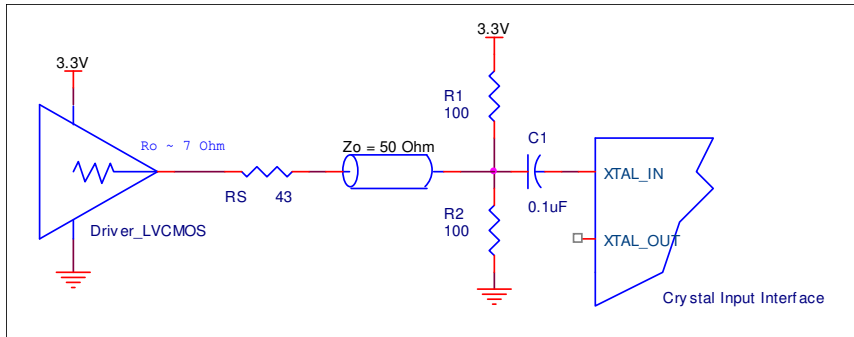 3.3V
3.3V
R1
100
Ro ~ 7 Ohm
Zo = 50 Ohm
C1
XTAL_IN
RS 43
0.1uF
R2
100
Driver_LVCMOS
XTAL_OUT
Crystal Input Interface